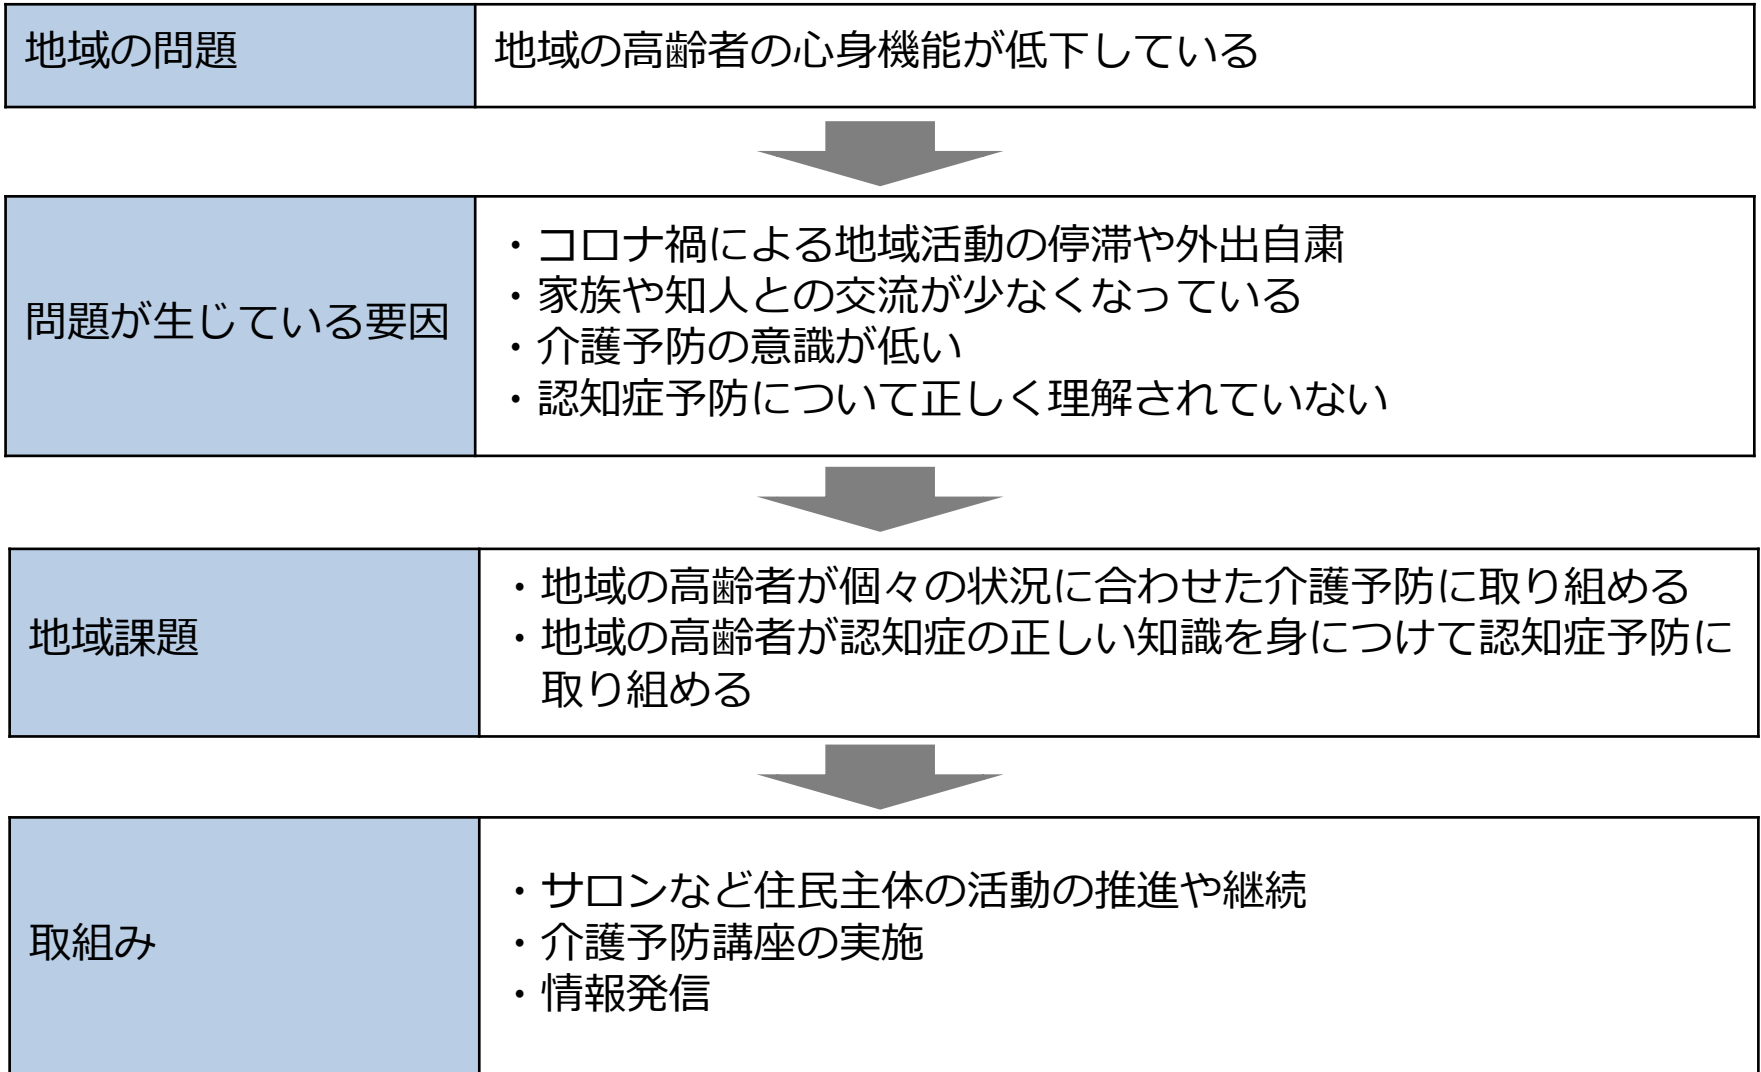 地域の問題
地域の高齢者の心身機能が低下している
問題が生じている要因
・コロナ禍による地域活動の停滞や外出自粛
・家族や知人との交流が少なくなっている
・介護予防の意識が低い
・認知症予防について正しく理解されていない
地域課題
・地域の高齢者が個々の状況に合わせた介護予防に取り組める
・地域の高齢者が認知症の正しい知識を身につけて認知症予防に
取り組める
取組み
・サロンなど住民主体の活動の推進や継続
・介護予防講座の実施
・情報発信